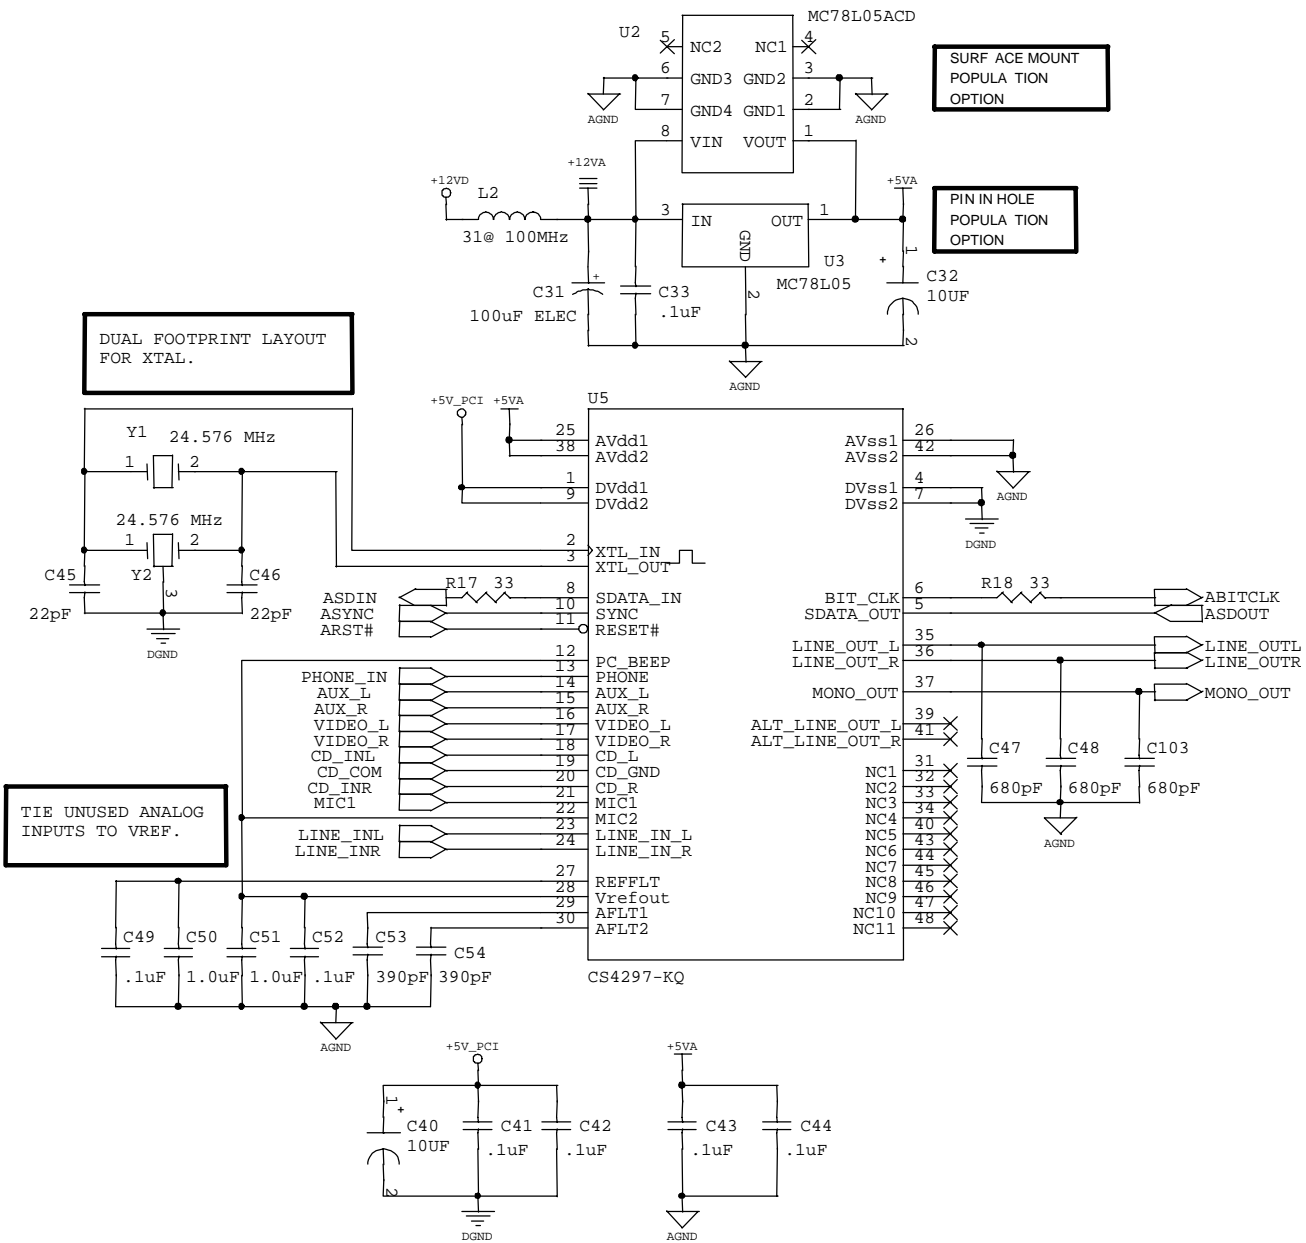 MC78L05ACD
U2
5 NC2 NC1 4
6 GND3 GND2 3
7 GND4 GND1 2
8 VIN VOUT 1
AGND
AGND
SURF ACE MOUNT
POPULA TION
OPTION
+12VA
+12VD
L2
31@ 100MHz
3 IN OUT 1
GND
2
U3
MC78L05
+5VA
PIN IN HOLE
POPULA TION
OPTION
C31
+
100uF ELEC
C33
.1uF
1
+
C32
10UF
2
AGND
DUAL FOOTPRINT LAYOUT
FOR XTAL.
Y1
24.576 MHz
1 2
24.576 MHz
1 2
Y2
3
C45
22pF
C46
22pF
DGND
+5V_PCI
+5VA
U5
25 AVdd1
38 AVdd2
1 DVdd1
9 DVdd2
2 XTL_IN
3 XTL_OUT
ASDIN R17 33 8 SDATA_IN
ASYNC 10 SYNC
ARST# 11 RESET#
12 PC_BEEP
PHONE_IN 13 PHONE
AUX_L 14 AUX_L
AUX_R 15 AUX_R
VIDEO_L 16 VIDEO_L
VIDEO_R 17 VIDEO_R
CD_INL 18 CD_L
CD_COM 19 CD_GND
CD_INR 20 CD_R
MIC1 21 MIC1
22 MIC2
LINE_INL 23 LINE_IN_L
LINE_INR 24 LINE_IN_R
27 REFFLT
28 Vrefout
29 AFLT1
30 AFLT2
CS4297-KQ
AVss1 26
AVss2 42
AGND
DVss1 4
DVss2 7
DGND
BIT_CLK 6 R18 33 ABITCLK
SDATA_OUT 5 ASDOUT
LINE_OUT_L 35 LINE_OUTL
LINE_OUT_R 36 LINE_OUTR
MONO_OUT 37 MONO_OUT
ALT_LINE_OUT_L 39
ALT_LINE_OUT_R 41
NC1 31
NC2 32
NC3 33
NC4 34
NC5 40
NC6 43
NC7 44
NC8 45
NC9 46
NC10 47
NC11 48
C47
680pF
C48
680pF
C103
680pF
AGND
TIE UNUSED ANALOG
INPUTS TO VREF.
C49
.1uF
C50
1.0uF
C51
1.0uF
C52
.1uF
C53
390pF
C54
390pF
AGND
+5V_PCI
1
+
C40
10UF
2
C41
.1uF
C42
.1uF
DGND
+5VA
C43
.1uF
C44
.1uF
AGND